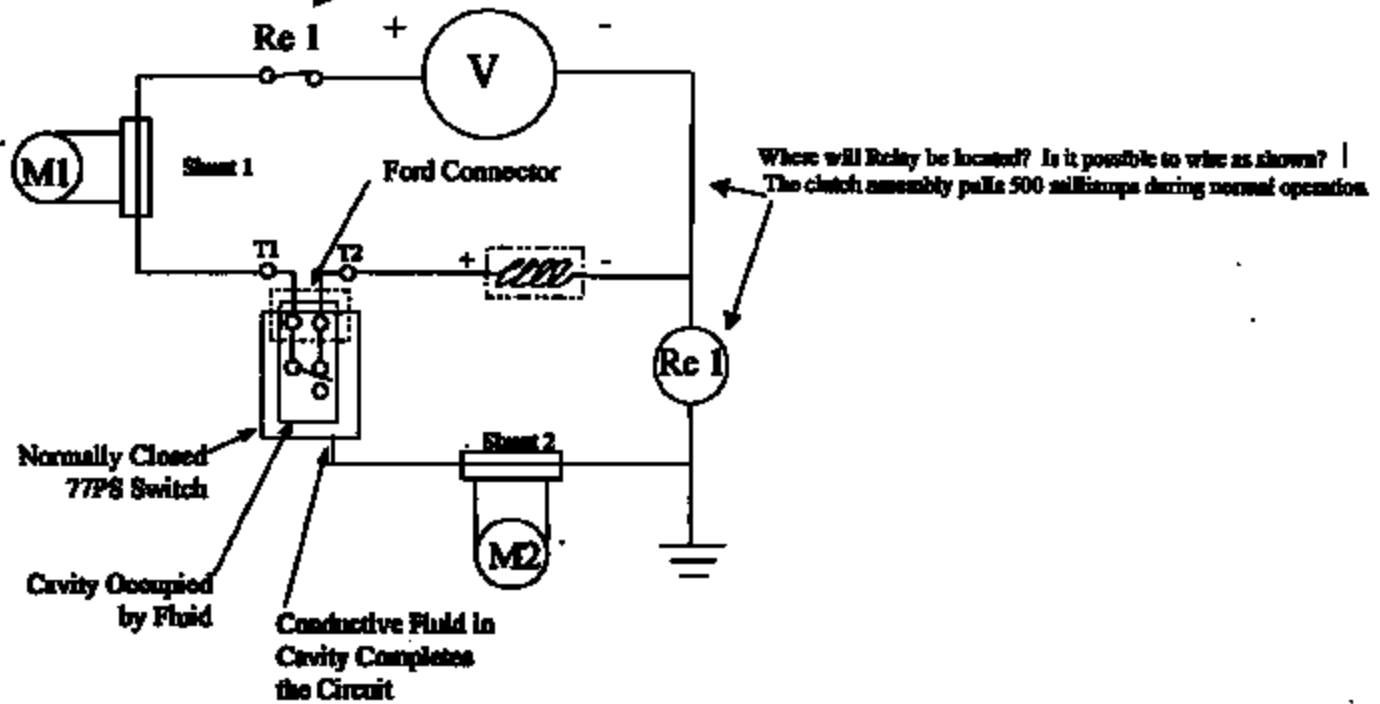 Re 1
+
-
V
M1
Shunt 1
Ford Connector
Where will Relay be located? Is it possible to wire as shown?
The clutch assembly pulls 500 milliamps during normal operation.
T1
T2
+
-
Re 1
Normally Closed
77PS Switch
Shunt 2
M2
Cavity Occupied
by Fluid
Conductive Fluid in
Cavity Completes
the Circuit